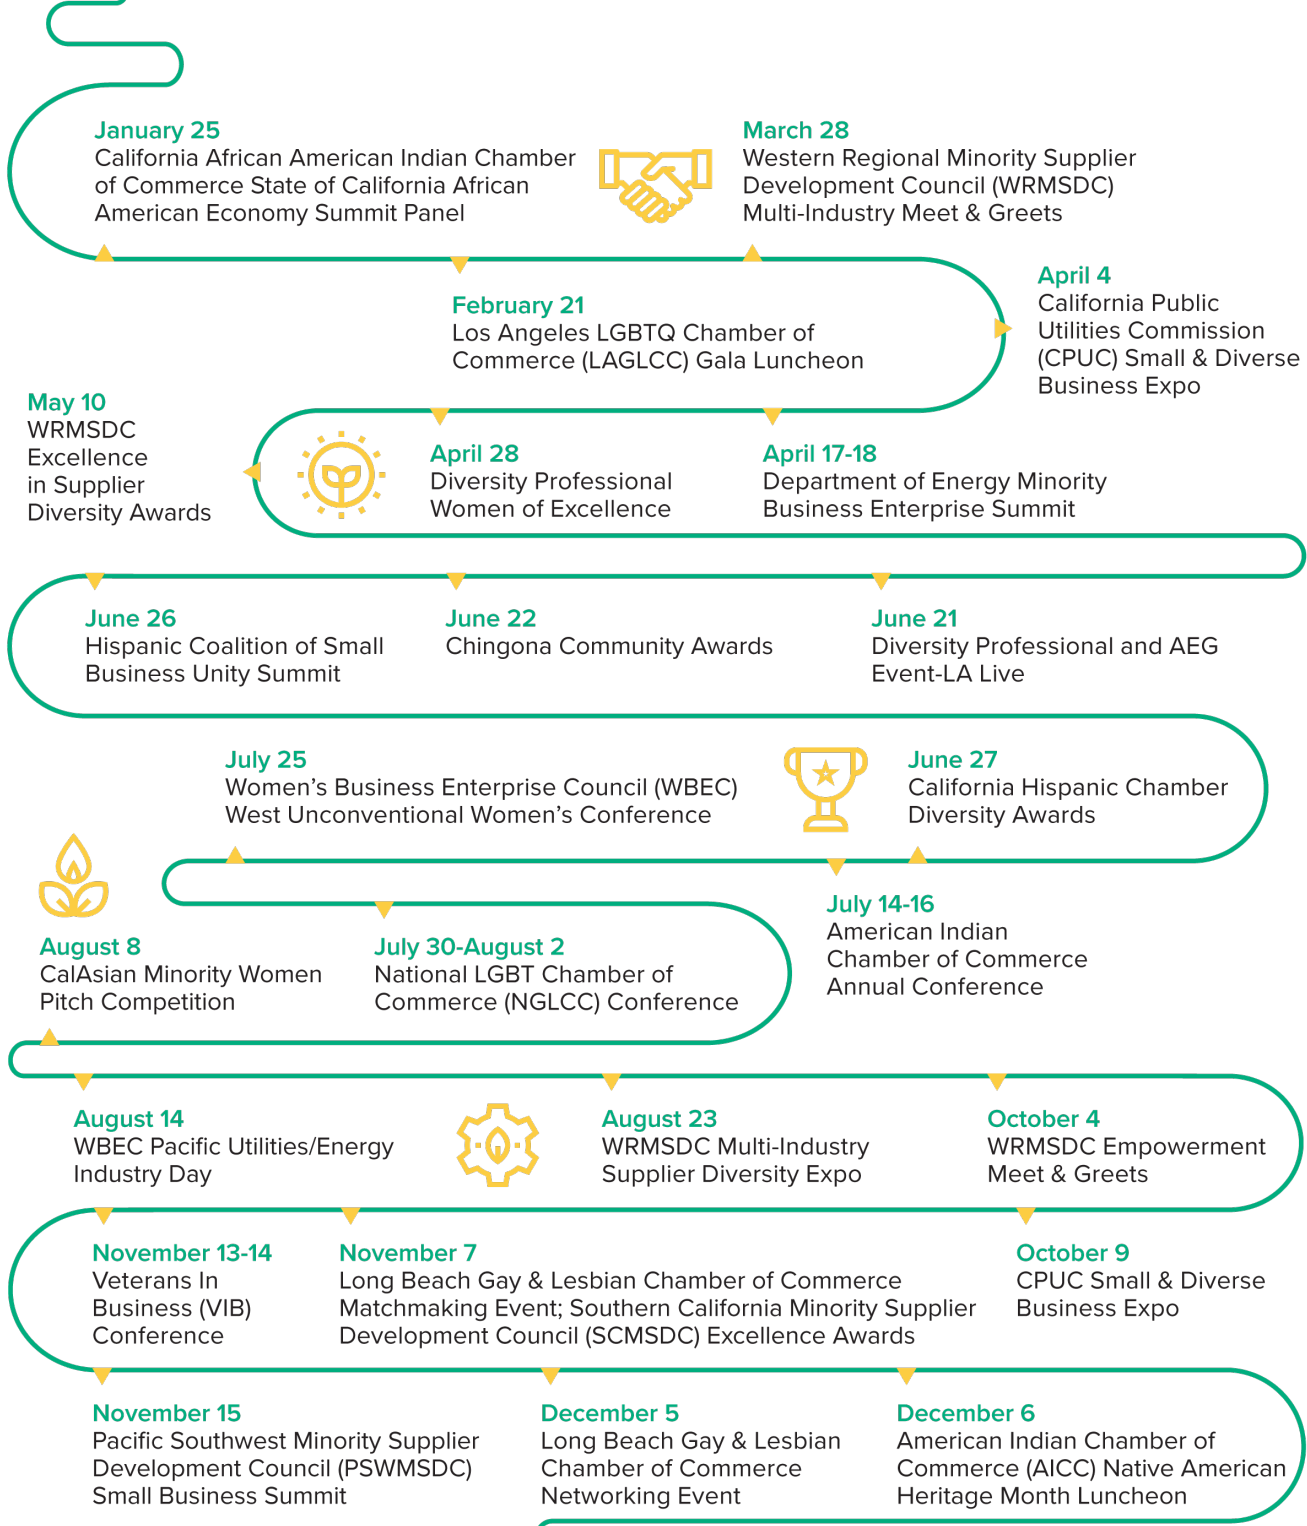 January 25
California African American Indian Chamber
of Commerce State of California African
American Economy Summit Panel
March 28
Western Regional Minority Supplier
Development Council (WRMSDC)
Multi-Industry Meet & Greets
February 21
Los Angeles LGBTQ Chamber of
Commerce (LAGLCC) Gala Luncheon
April 4
California Public
Utilities Commission
(CPUC) Small & Diverse
Business Expo
May 10
WRMSDC
Excellence
in Supplier
Diversity Awards
April 28
Diversity Professional
Women of Excellence
April 17-18
Department of Energy Minority
Business Enterprise Summit
June 26
Hispanic Coalition of Small
Business Unity Summit
June 22
Chingona Community Awards
June 21
Diversity Professional and AEG
Event-LA Live
July 25
Women’s Business Enterprise Council (WBEC)
West Unconventional Women’s Conference
June 27
California Hispanic Chamber
Diversity Awards
August 8
CalAsian Minority Women
Pitch Competition
July 30-August 2
National LGBT Chamber of
Commerce (NGLCC) Conference
July 14-16
American Indian
Chamber of Commerce
Annual Conference
August 14
WBEC Pacific Utilities/Energy
Industry Day
August 23
WRMSDC Multi-Industry
Supplier Diversity Expo
October 4
WRMSDC Empowerment
Meet & Greets
November 13-14
Veterans In
Business (VIB)
Conference
November 7
Long Beach Gay & Lesbian Chamber of Commerce
Matchmaking Event; Southern California Minority Supplier
Development Council (SCMSDC) Excellence Awards
October 9
CPUC Small & Diverse
Business Expo
November 15
Pacific Southwest Minority Supplier
Development Council (PSWMSDC)
Small Business Summit
December 5
Long Beach Gay & Lesbian
Chamber of Commerce
Networking Event
December 6
American Indian Chamber of
Commerce (AICC) Native American
Heritage Month Luncheon